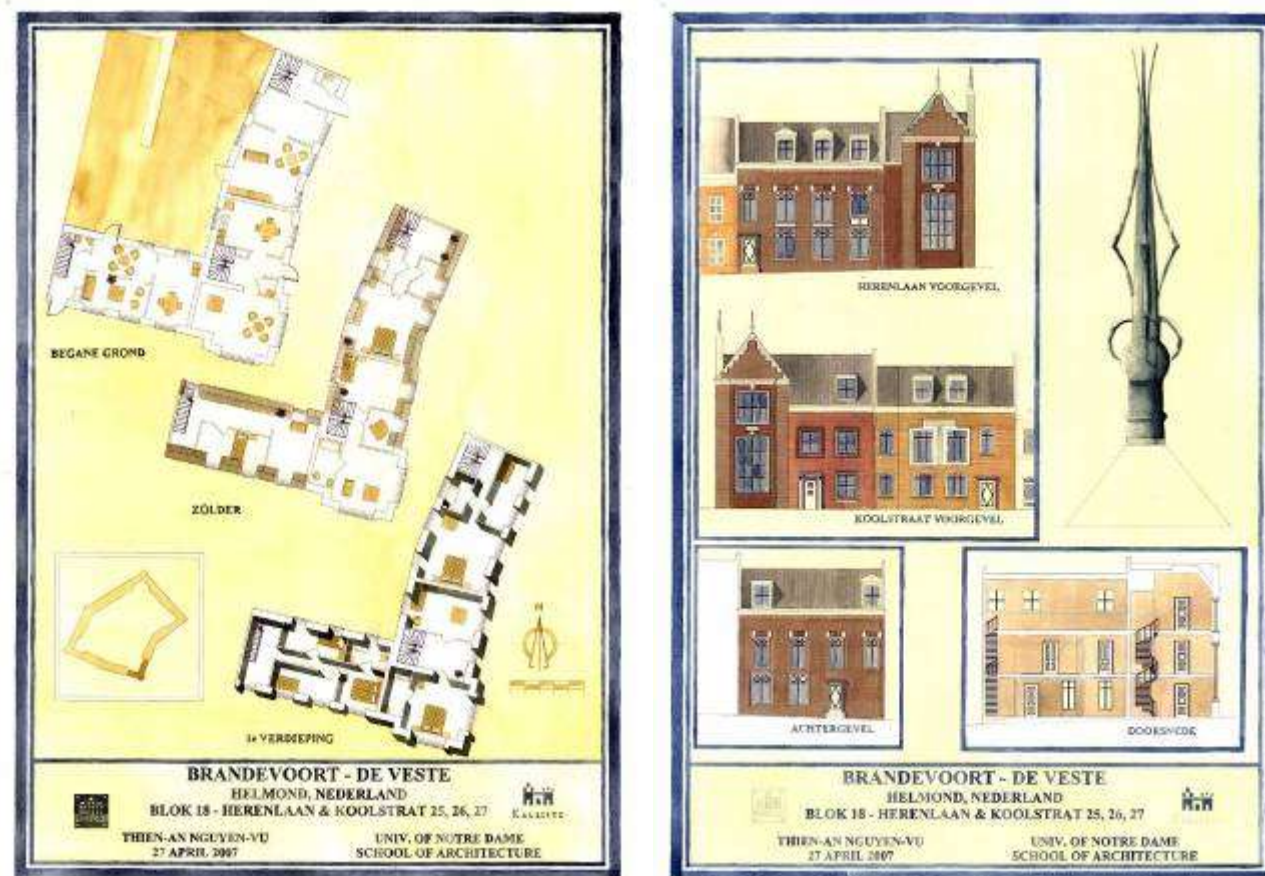 BEGANE GROND
ZOLDER
1e VERDIEPING
N
BRANDEVOORT - DE VESTE
HELMOND, NEDERLAND
BLOK 18 - HERENLAAN & KOOLSTRAT 25, 26, 27
KALLISTE
THIEN-AN NGUYEN-VU
27 APRIL 2007
UNIV. OF NOTRE DAME
SCHOOL OF ARCHITECTURE
HERENLAAN VOORGEVEL
KOOLSTRAAT VOORGEVEL
ACHTERGEVEL
DOORSNEDE
BRANDEVOORT - DE VESTE
HELMOND, NEDERLAND
BLOK 18 - HERENLAAN & KOOLSTRAT 25, 26, 27
THIEN-AN NGUYEN-VU
27 APRIL 2007
UNIV. OF NOTRE DAME
SCHOOL OF ARCHITECTURE